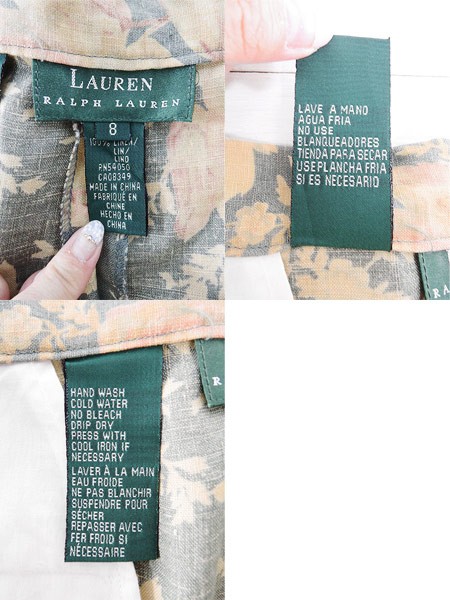 LAUREN
RALPH LAUREN
8
100% LINEN/
LIN/
LINO
RN54050
CA08349
MADE IN CHINA
FABRIQUÉ EN
CHINE
HECHO EN
CHINA
LAVE A MANO
AGUA FRIA
NO USE
BLANQUEADORES
TIENDA PARA SECAR
USE PLANCHA FRIA
SI ES NECESARIO
R A
HAND WASH
COLD WATER
NO BLEACH
DRIP DRY
PRESS WITH
COOL IRON IF
NECESSARY
LAVER À LA MAIN
EAU FROIDE
NE PAS BLANCHIR
SUSPENDRE POUR
SÉCHER
REPASSER AVEC
FER FROID SI
NÉCESSAIRE
R